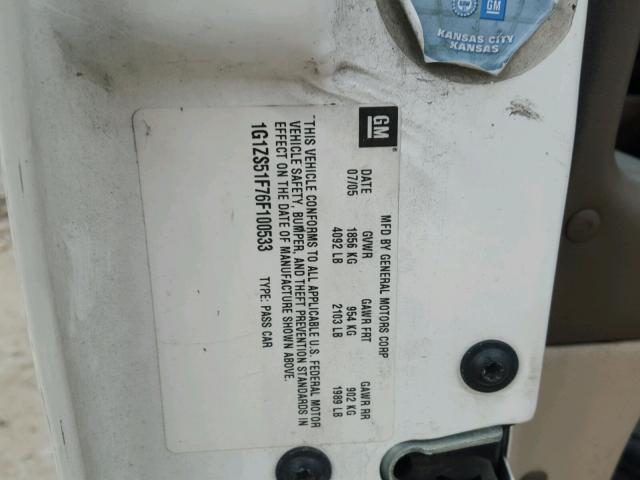 GM
KANSAS CITY
KANSAS
GM
MFD BY GENERAL MOTORS CORP
DATE GVWR GAWR FRT GAWR RR
07/05 1856 KG 954 KG 902 KG
4092 LB 2103 LB 1989 LB
THIS VEHICLE CONFORMS TO ALL APPLICABLE U.S. FEDERAL MOTOR
VEHICLE SAFETY, BUMPER, AND THEFT PREVENTION STANDARDS IN
EFFECT ON THE DATE OF MANUFACTURE SHOWN ABOVE.
1G1ZS51F76F100533 TYPE: PASS CAR